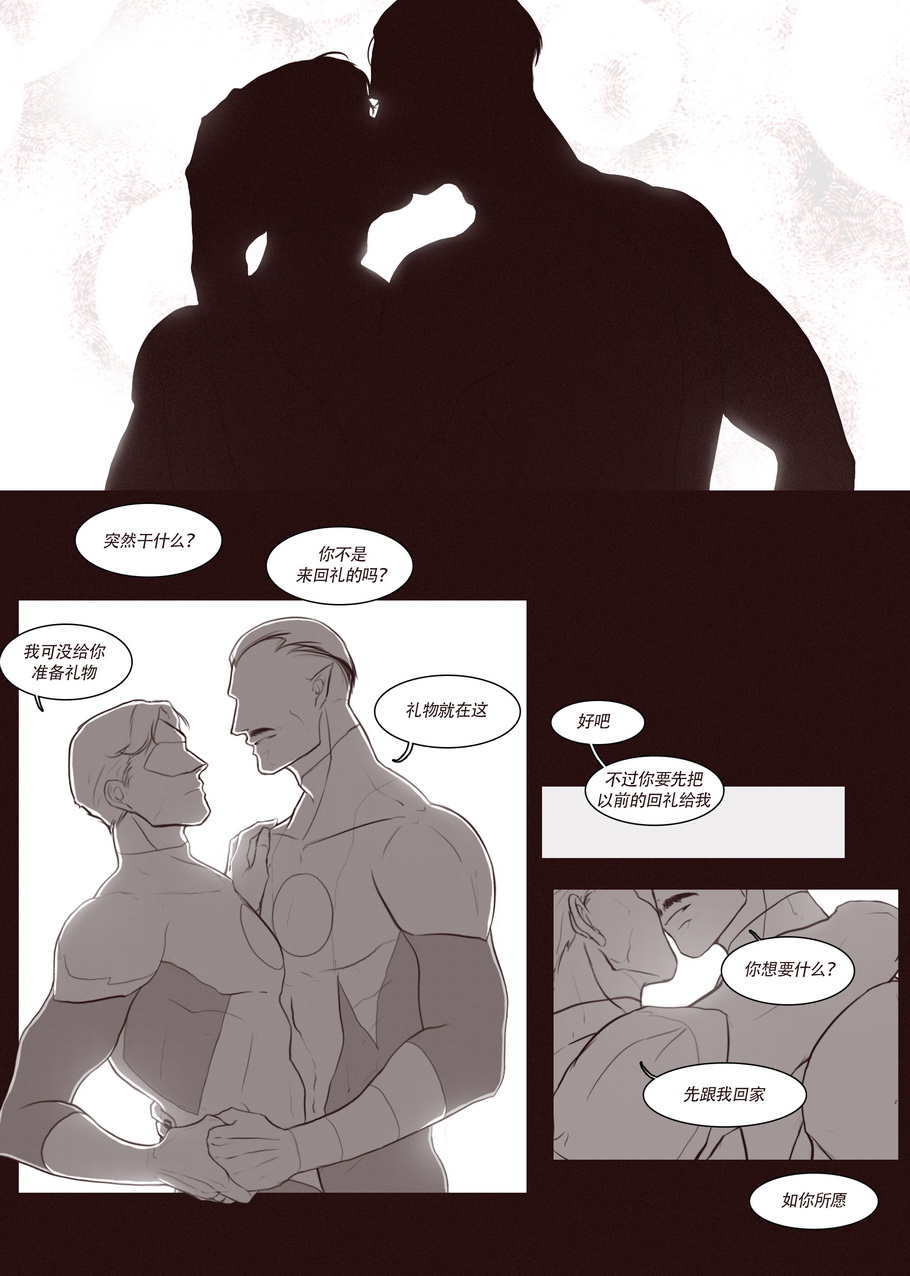 突然干什么？
你不是
来回礼的吗？
我可没给你
准备礼物
礼物就在这
好吧
不过你要先把
以前的回礼给我
你想要什么？
先跟我回家
如你所愿